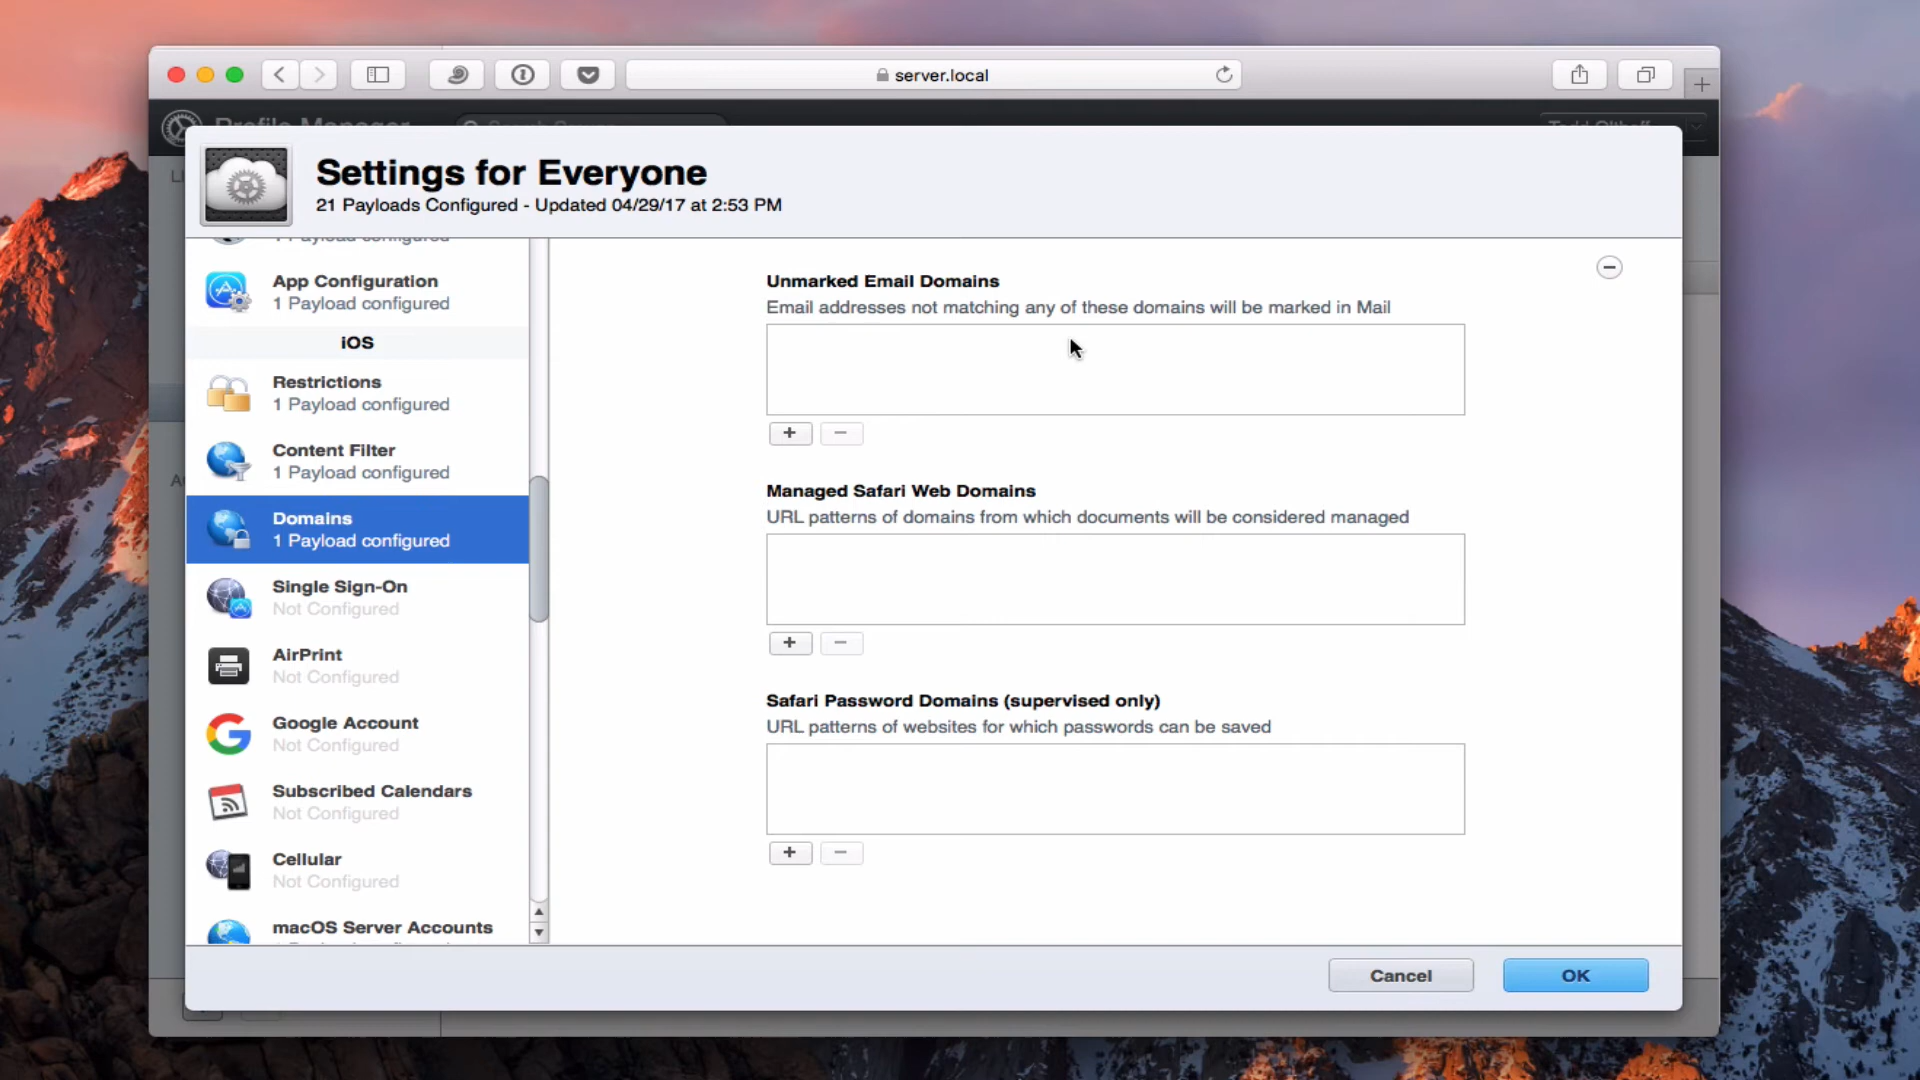 server.local
Profile Manager
Settings for Everyone
21 Payloads Configured - Updated 04/29/17 at 2:53 PM
1 Payload configured
App Configuration
1 Payload configured
iOS
Restrictions
1 Payload configured
Content Filter
1 Payload configured
Domains
1 Payload configured
Single Sign-On
Not Configured
AirPrint
Not Configured
Google Account
Not Configured
Subscribed Calendars
Not Configured
Cellular
Not Configured
macOS Server Accounts
Unmarked Email Domains
Email addresses not matching any of these domains will be marked in Mail
+ −
Managed Safari Web Domains
URL patterns of domains from which documents will be considered managed
+ −
Safari Password Domains (supervised only)
URL patterns of websites for which passwords can be saved
+ −
Cancel
OK